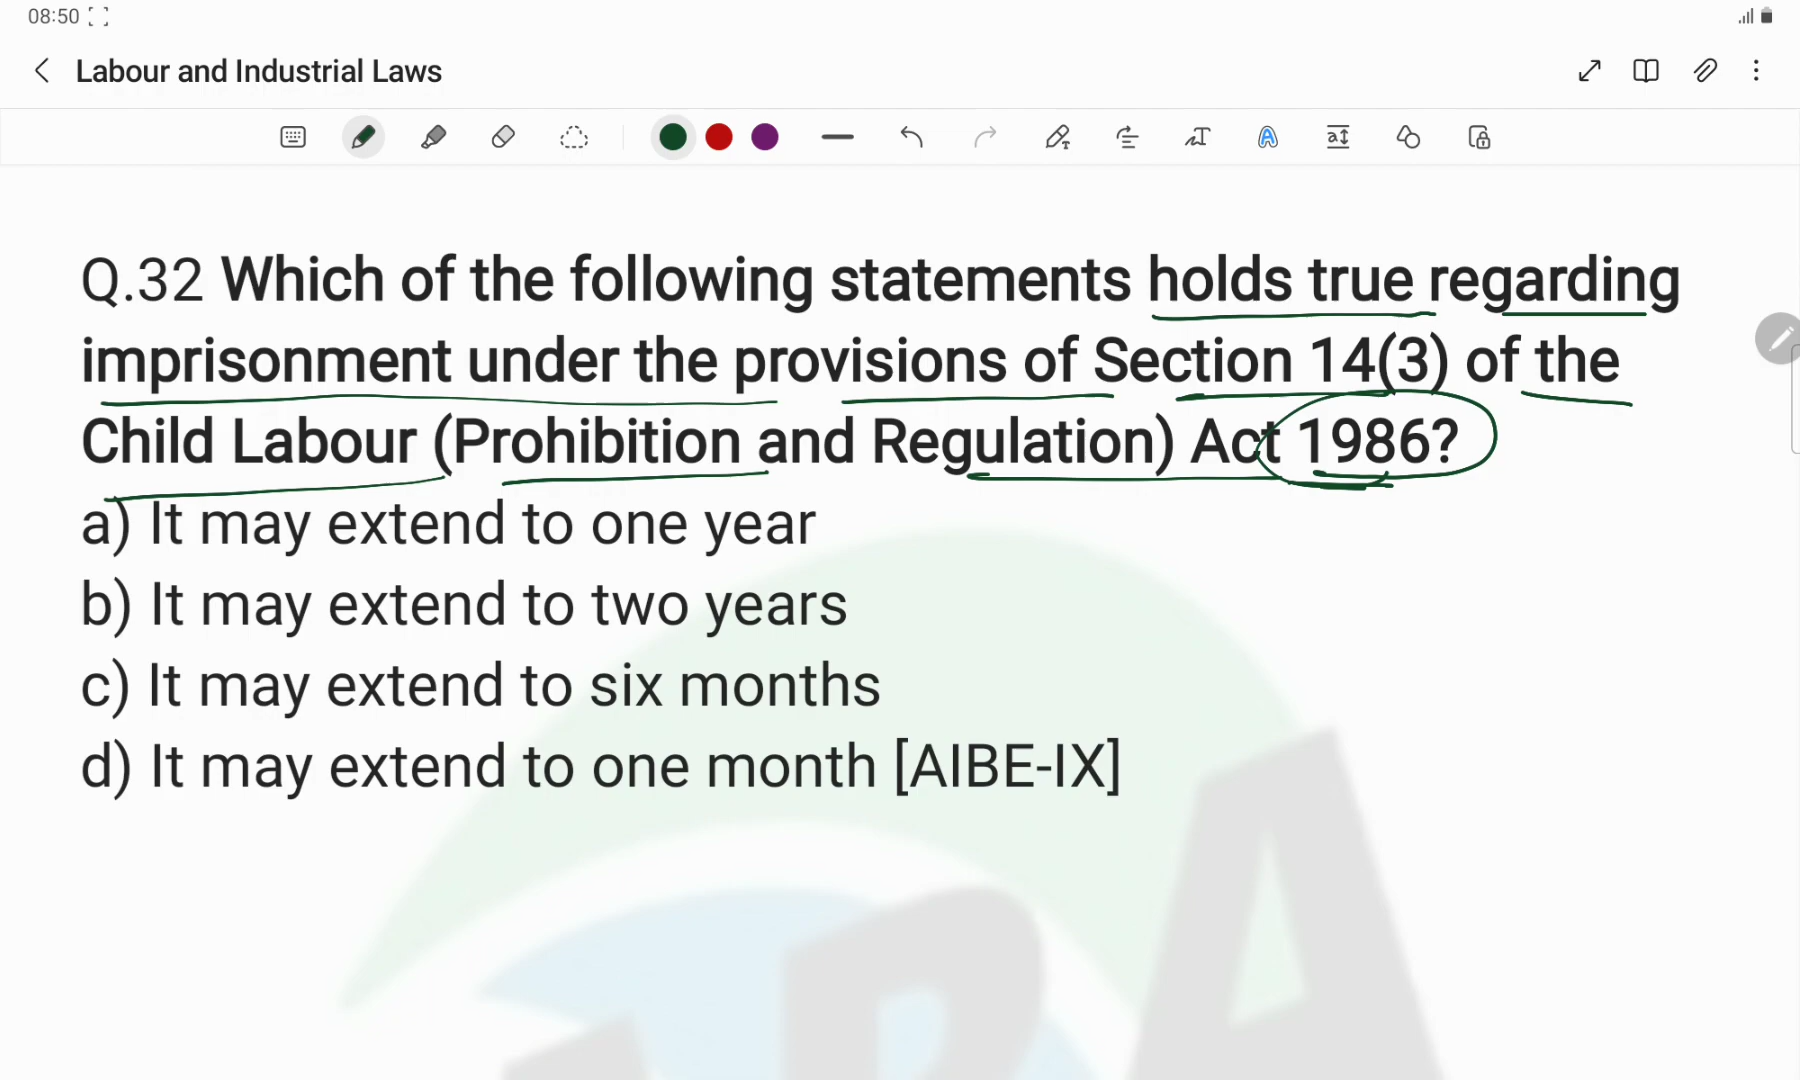 08:50
Labour and Industrial Laws
Q.32 Which of the following statements holds true regarding
imprisonment under the provisions of Section 14(3) of the
Child Labour (Prohibition and Regulation) Act 1986?
a) It may extend to one year
b) It may extend to two years
c) It may extend to six months
d) It may extend to one month [AIBE-IX]